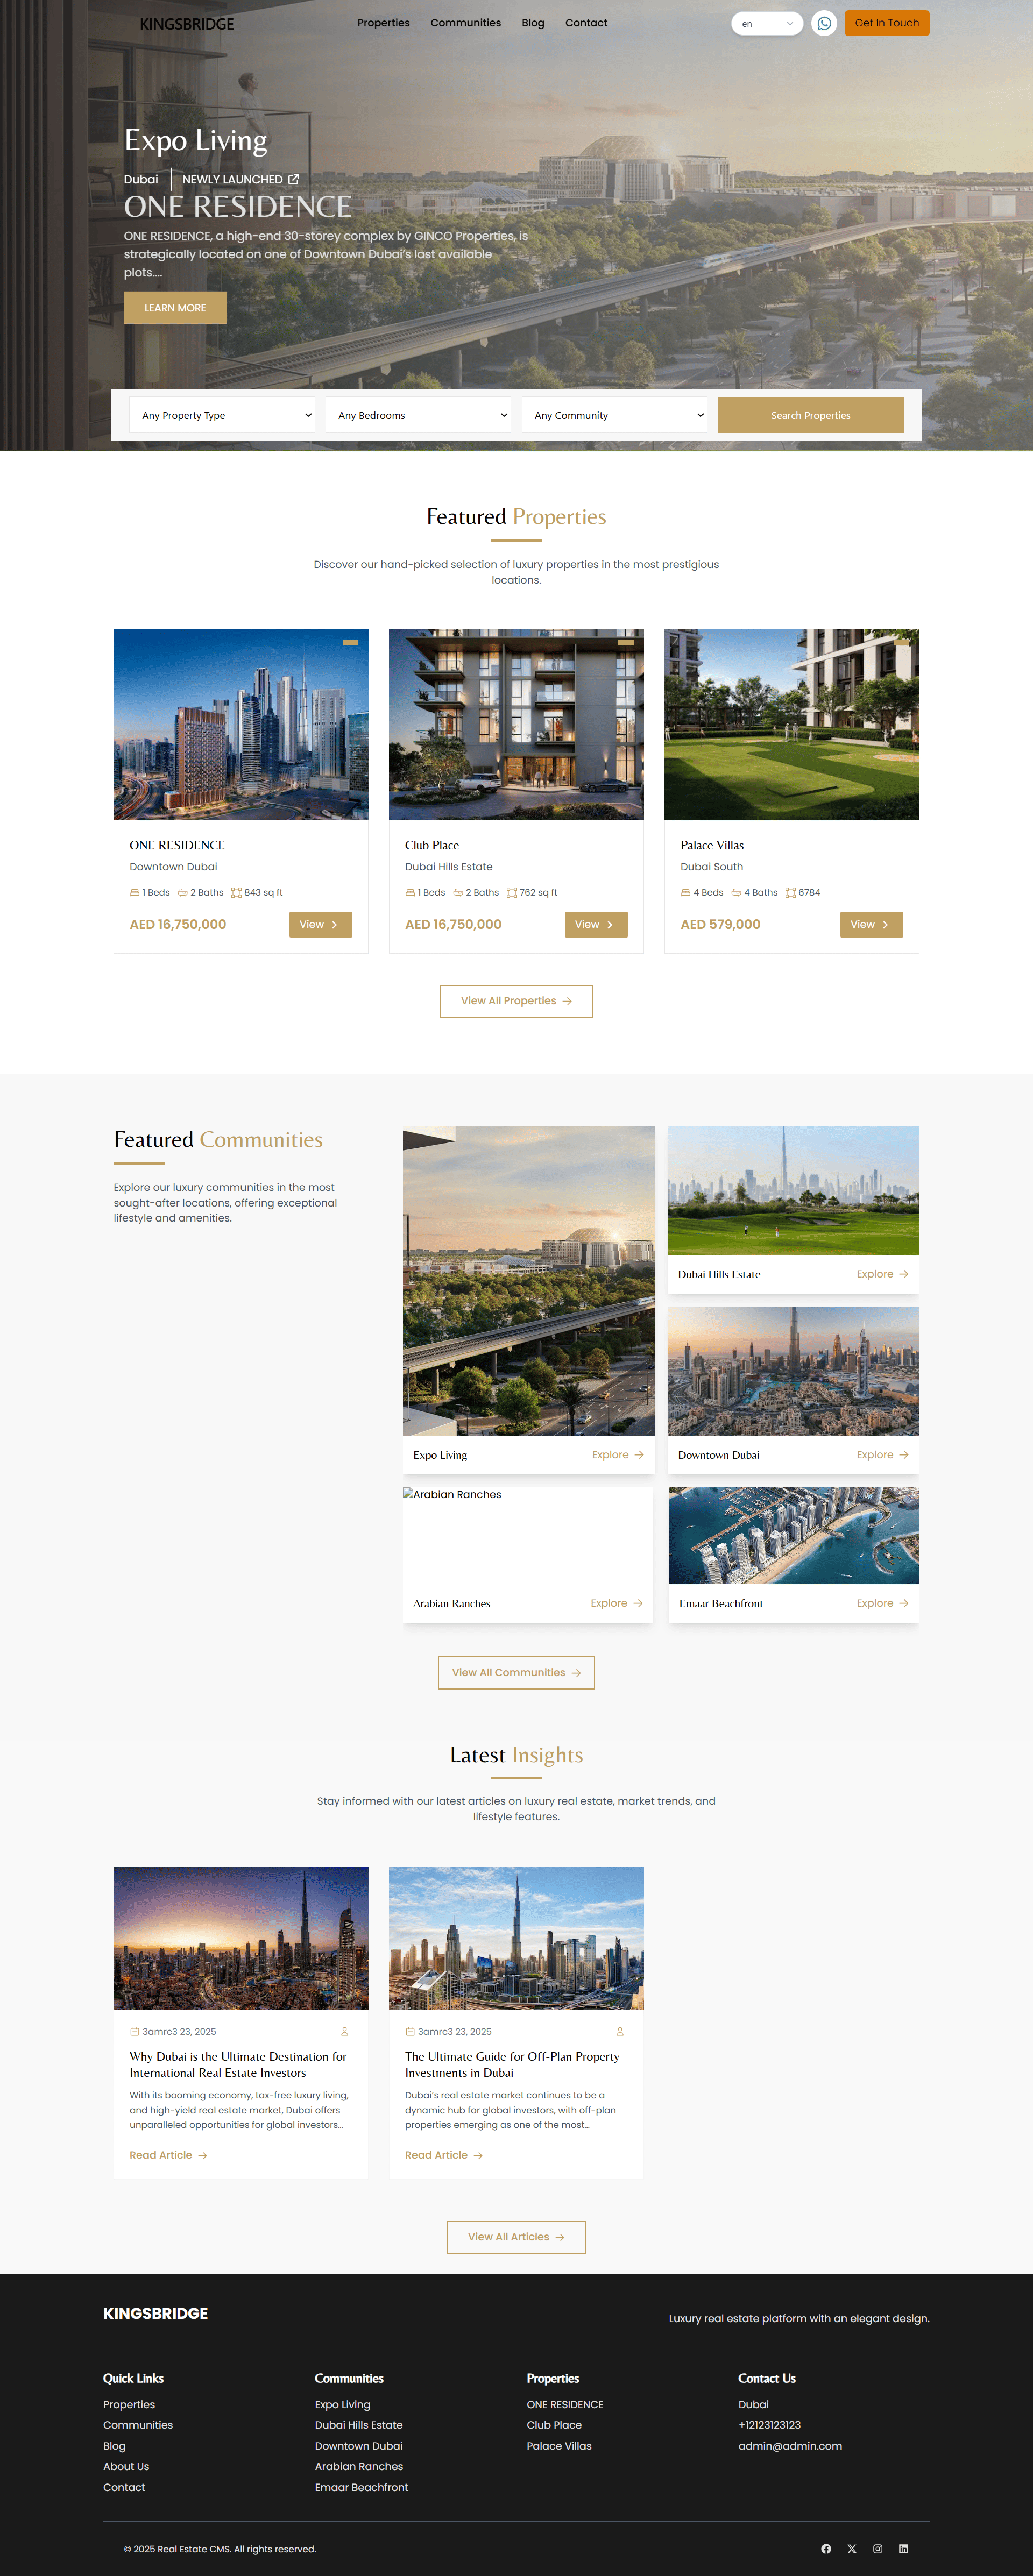 KINGSBRIDGE
Properties
Communities
Blog
Contact
en
Get In Touch
Expo Living
Dubai
NEWLY LAUNCHED
ONE RESIDENCE
ONE RESIDENCE, a high-end 30-storey complex by GINCO Properties, is
strategically located on one of Downtown Dubai's last available
plots....
LEARN MORE
Any Property Type
Any Bedrooms
Any Community
Search Properties
Featured Properties
Discover our hand-picked selection of luxury properties in the most prestigious
locations.
ONE RESIDENCE
Downtown Dubai
1 Beds 2 Baths 843 sq ft
AED 16,750,000
View
Club Place
Dubai Hills Estate
1 Beds 2 Baths 762 sq ft
AED 16,750,000
View
Palace Villas
Dubai South
4 Beds 4 Baths 6784
AED 579,000
View
View All Properties
Featured Communities
Explore our luxury communities in the most
sought-after locations, offering exceptional
lifestyle and amenities.
Expo Living
Explore
Dubai Hills Estate
Explore
Downtown Dubai
Explore
Arabian Ranches
Arabian Ranches
Explore
Emaar Beachfront
Explore
View All Communities
Latest Insights
Stay informed with our latest articles on luxury real estate, market trends, and
lifestyle features.
3amrc3 23, 2025
Why Dubai is the Ultimate Destination for
International Real Estate Investors
With its booming economy, tax-free luxury living,
and high-yield real estate market, Dubai offers
unparalleled opportunities for global investors...
Read Article
3amrc3 23, 2025
The Ultimate Guide for Off-Plan Property
Investments in Dubai
Dubai's real estate market continues to be a
dynamic hub for global investors, with off-plan
properties emerging as one of the most...
Read Article
View All Articles
KINGSBRIDGE
Luxury real estate platform with an elegant design.
Quick Links
Properties
Communities
Blog
About Us
Contact
Communities
Expo Living
Dubai Hills Estate
Downtown Dubai
Arabian Ranches
Emaar Beachfront
Properties
ONE RESIDENCE
Club Place
Palace Villas
Contact Us
Dubai
+12123123123
admin@admin.com
© 2025 Real Estate CMS. All rights reserved.